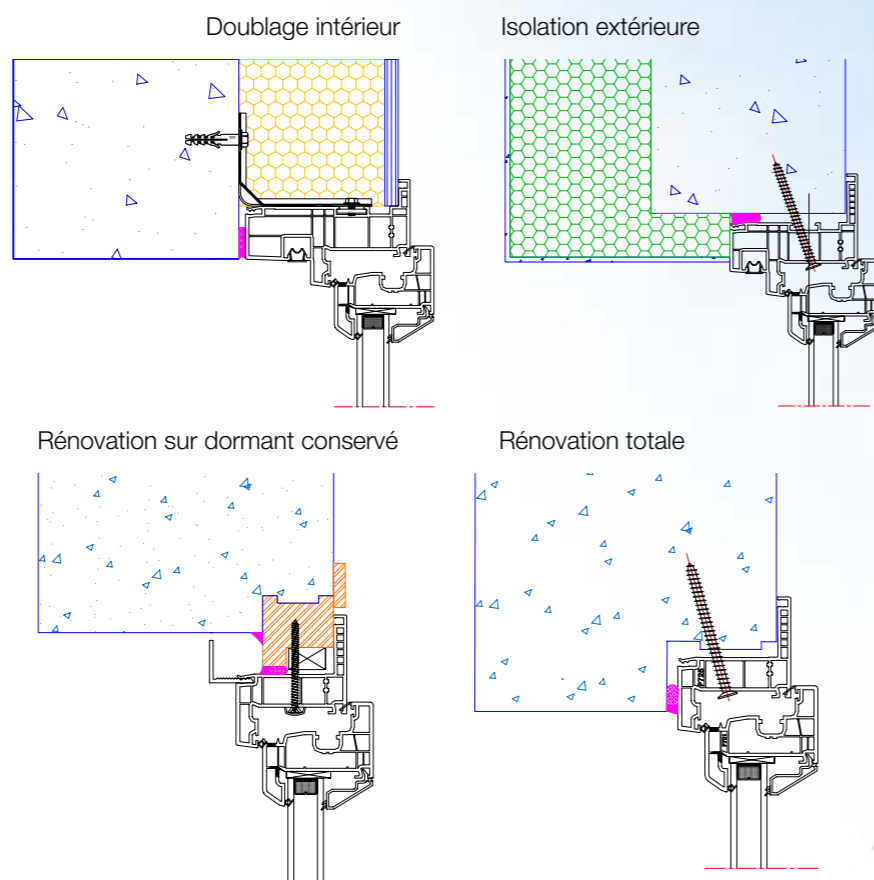 Doublage intérieur
Isolation extérieure
Rénovation sur dormant conservé
Rénovation totale